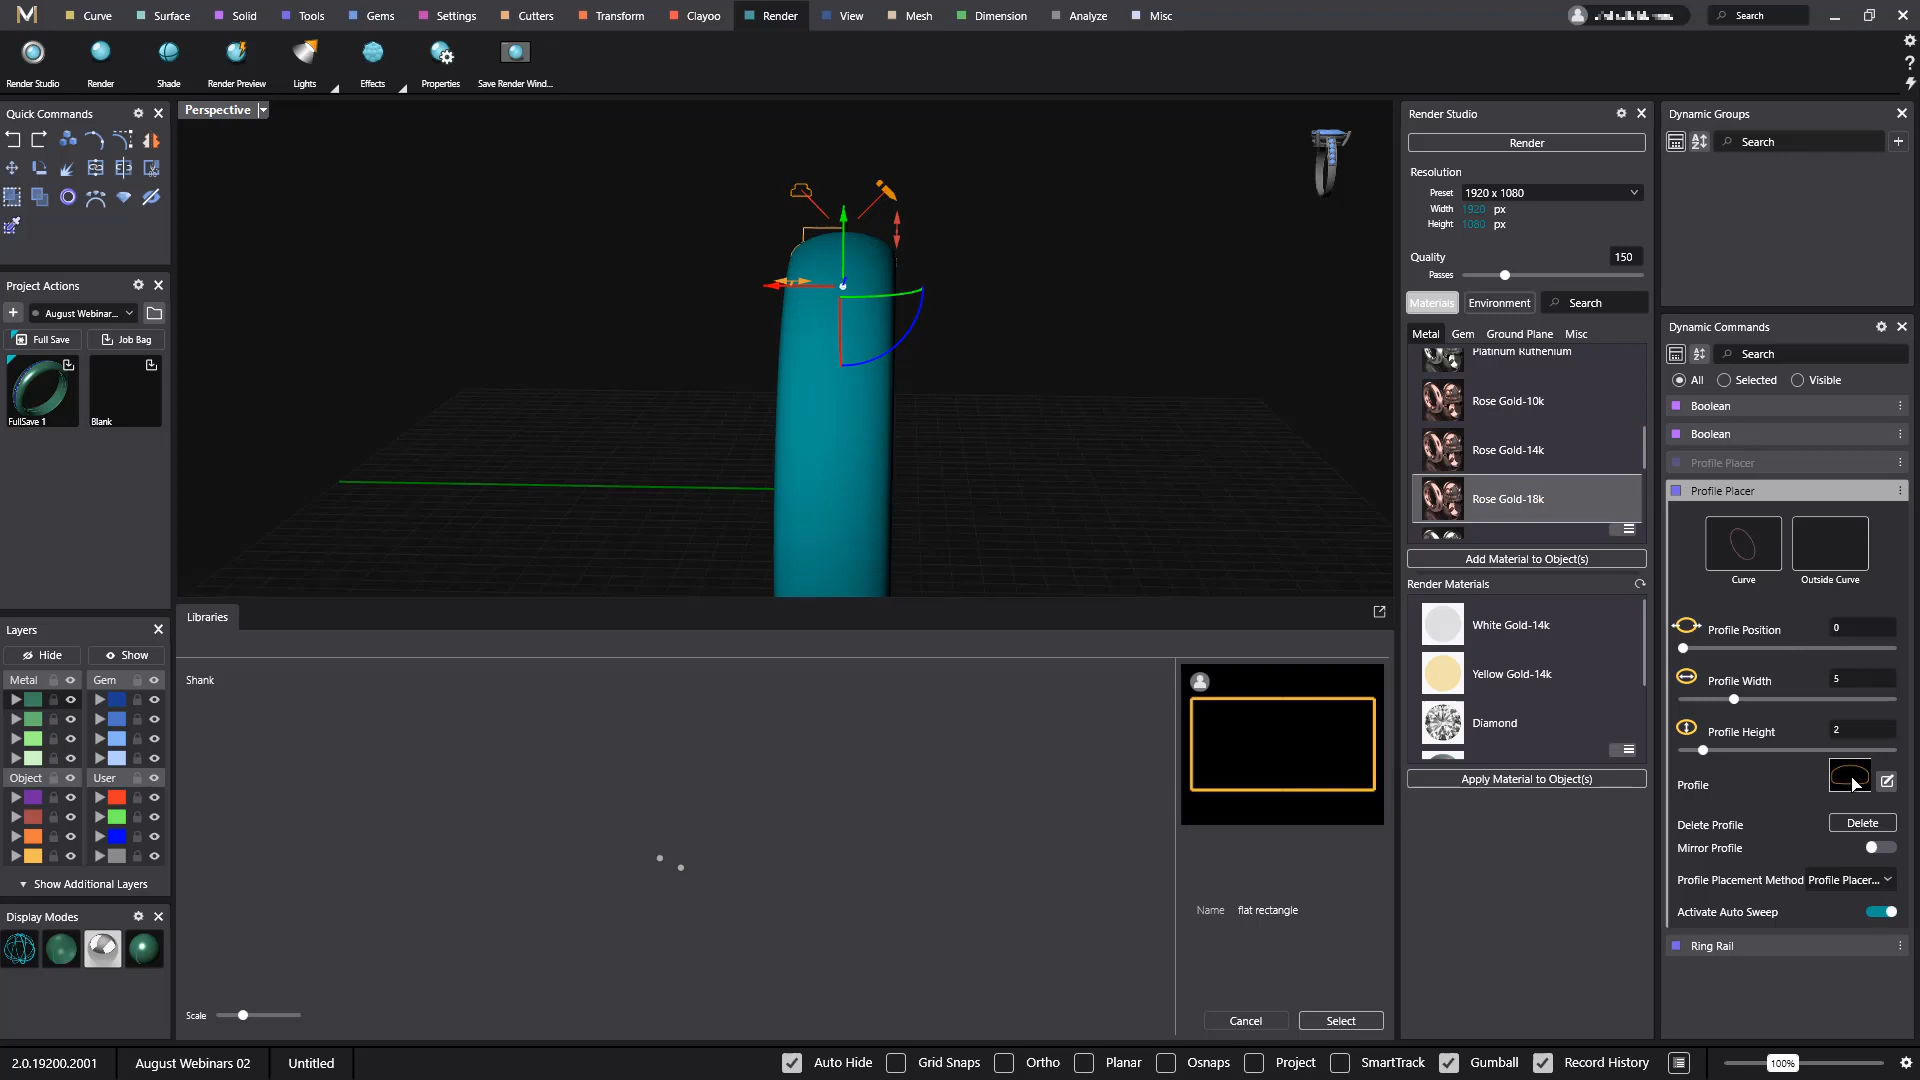 Curve Surface Solid Tools Gems Settings Cutters Transform Clayoo Render View Mesh Dimension Analyze Misc Search
Render Studio Render Shade Render Preview Lights Effects Properties Save Render Wind...
Quick Commands
Project Actions
August Webinar...
Full Save Job Bag
FullSave 1 Blank
Layers
Hide Show
Metal Gem
Object User
Show Additional Layers
Display Modes
Perspective
Libraries
Shank
Name flat rectangle
Scale
Cancel Select
Render Studio
Render
Resolution
Preset 1920 x 1080
Width 1920 px
Height 1080 px
Quality 150
Passes
Materials Environment Search
Metal Gem Ground Plane Misc
Platinum Ruthenium
Rose Gold-10k
Rose Gold-14k
Rose Gold-18k
Add Material to Object(s)
Render Materials
White Gold-14k
Yellow Gold-14k
Diamond
Apply Material to Object(s)
Dynamic Groups
Search
Dynamic Commands
Search
All Selected Visible
Boolean
Boolean
Profile Placer
Profile Placer
Curve Outside Curve
Profile Position 0
Profile Width 5
Profile Height 2
Profile
Delete Profile Delete
Mirror Profile
Profile Placement Method Profile Placer...
Activate Auto Sweep
Ring Rail
2.0.19200.2001 August Webinars 02 Untitled Auto Hide Grid Snaps Ortho Planar Osnaps Project SmartTrack Gumball Record History 100%